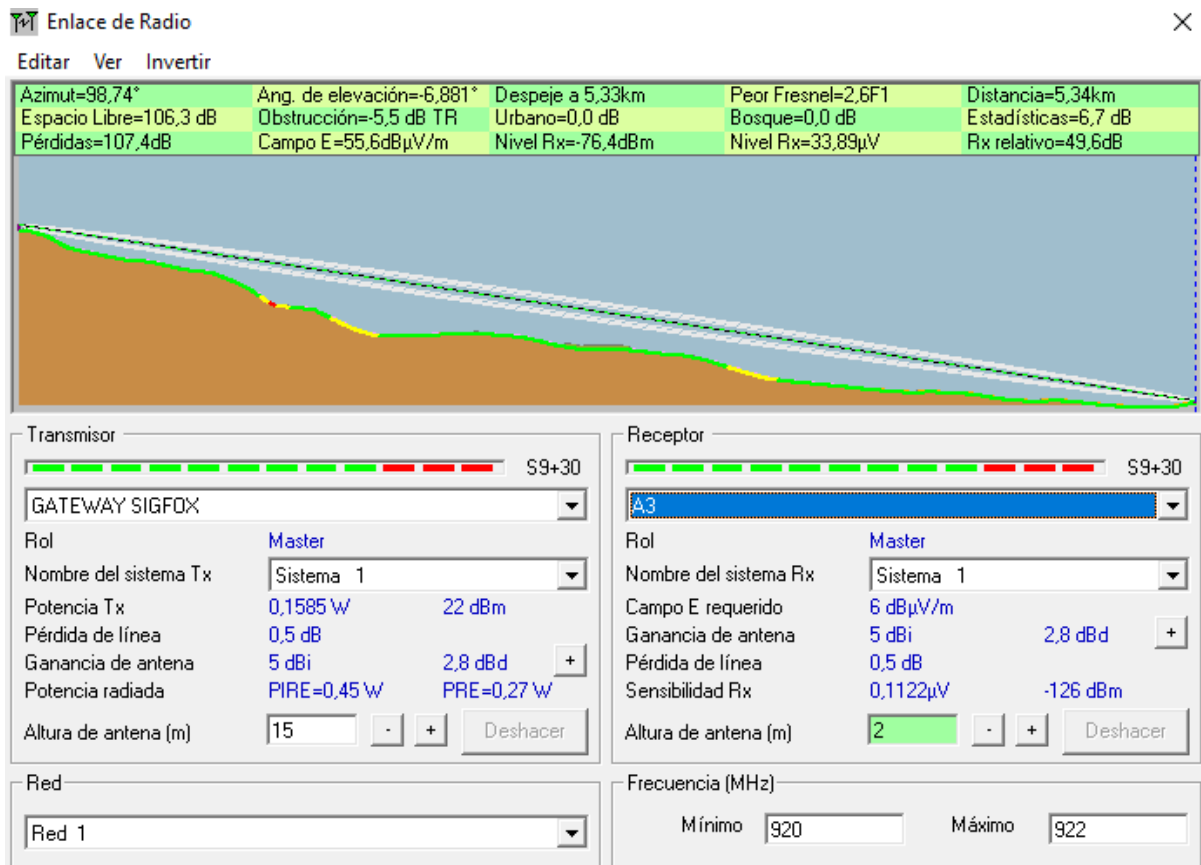 Enlace de Radio
Editar Ver Invertir
Azimut=98,74° Ang. de elevación=-6,881° Despeje a 5,33km Peor Fresnel=2,6F1 Distancia=5,34km
Espacio Libre=106,3 dB Obstrucción=-5,5 dB TR Urbano=0,0 dB Bosque=0,0 dB Estadísticas=6,7 dB
Pérdidas=107,4dB Campo E=55,6dBµV/m Nivel Rx=-76,4dBm Nivel Rx=33,89µV Rx relativo=49,6dB
Transmisor
S9+30
GATEWAY SIGFOX
Rol Master
Nombre del sistema Tx Sistema 1
Potencia Tx 0,1585 W 22 dBm
Pérdida de línea 0,5 dB
Ganancia de antena 5 dBi 2,8 dBd +
Potencia radiada PIRE=0,45 W PRE=0,27 W
Altura de antena (m) 15 - + Deshacer
Receptor
S9+30
A3
Rol Master
Nombre del sistema Rx Sistema 1
Campo E requerido 6 dBµV/m
Ganancia de antena 5 dBi 2,8 dBd +
Pérdida de línea 0,5 dB
Sensibilidad Rx 0,1122µV -126 dBm
Altura de antena (m) 2 - + Deshacer
Red
Red 1
Frecuencia (MHz)
Mínimo 920 Máximo 922